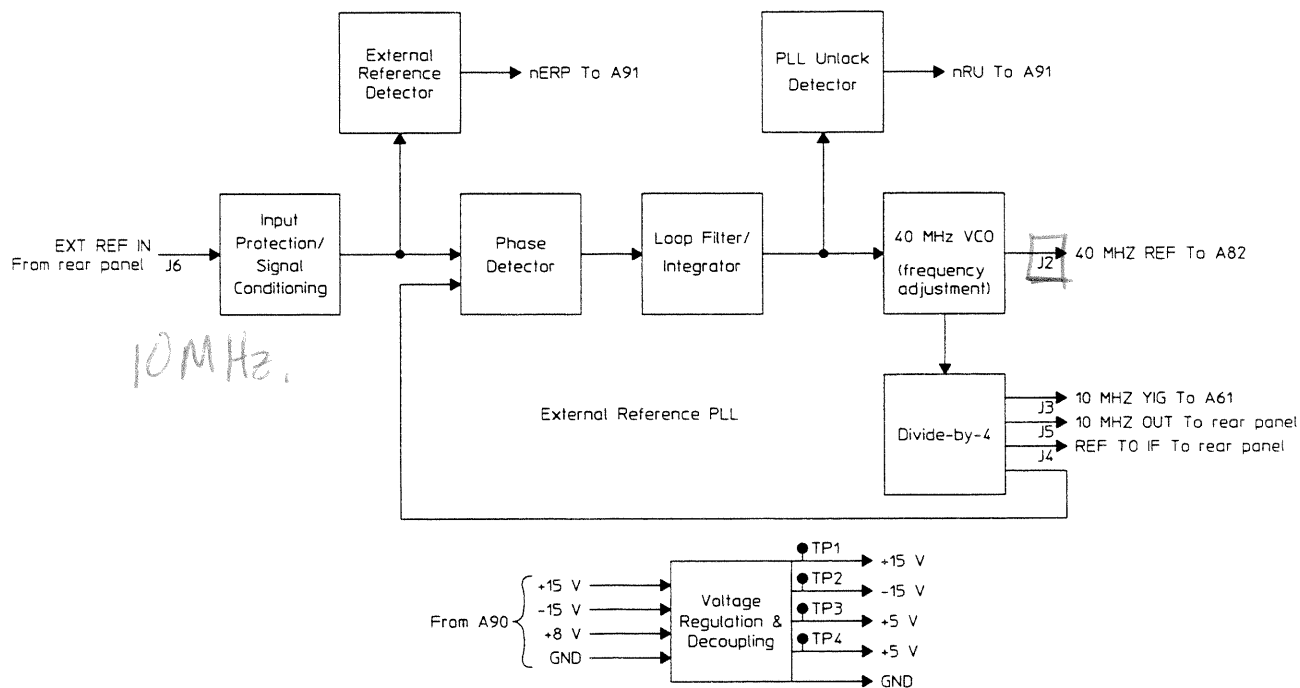 External
Reference
Detector
nERP To A91
PLL Unlock
Detector
nRU To A91
EXT REF IN
From rear panel
J6
Input
Protection/
Signal
Conditioning
Phase
Detector
Loop Filter/
Integrator
40 MHz VCO
(frequency
adjustment)
J2
40 MHZ REF To A82
10 MHz.
External Reference PLL
Divide-by-4
J3
10 MHZ YIG To A61
J5
10 MHZ OUT To rear panel
J4
REF TO IF To rear panel
From A90
+15 V
-15 V
+8 V
GND
Voltage
Regulation &
Decoupling
TP1
+15 V
TP2
-15 V
TP3
+5 V
TP4
+5 V
GND